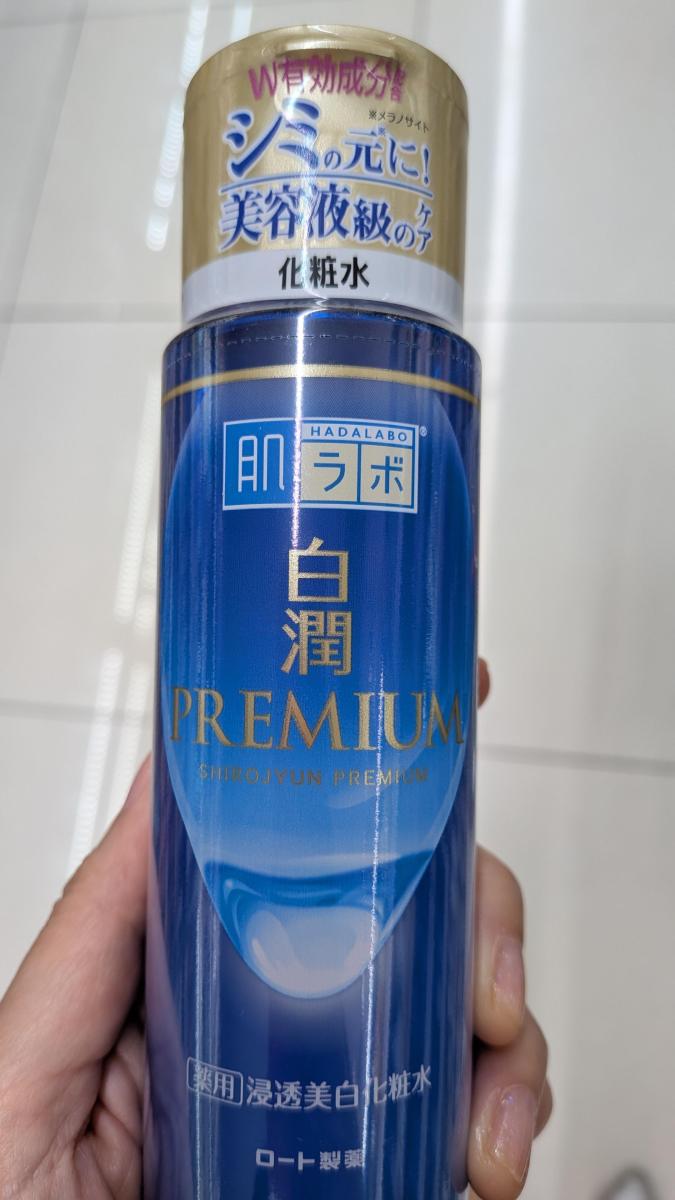 W有効成分配合
※メラノサイト
シミの元に!※
美容液級のケア
化粧水
HADALABO®
肌ラボ
白
潤
PREMIUM
SHIROJYUN PREMIUM
薬用 浸透美白化粧水
ロート製薬